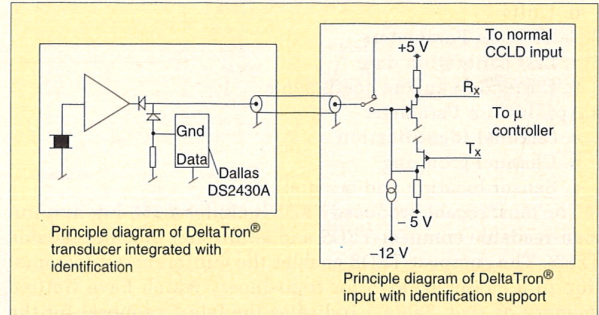 To normal
CCLD input
+5 V
Rx
To µ
controller
Tx
Gnd
Data
Dallas
DS2430A
– 5 V
–12 V
Principle diagram of DeltaTron®
transducer integrated with
identification
Principle diagram of DeltaTron®
input with identification support